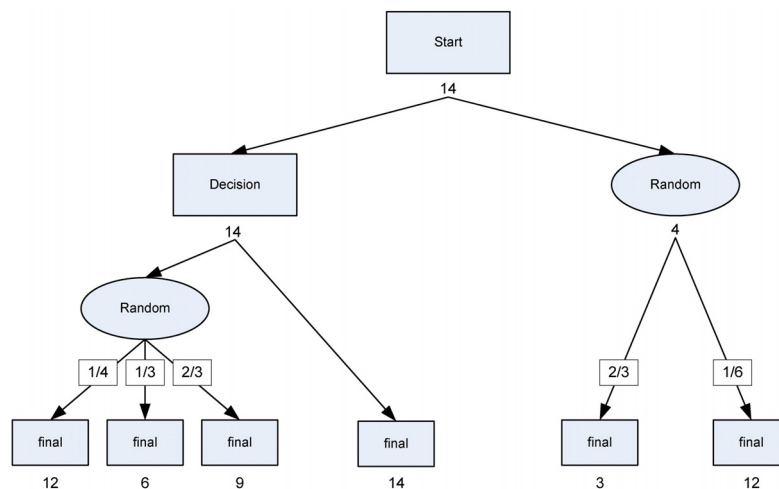 Start
14
Decision
Random
14
4
Random
1/4 1/3 2/3
2/3 1/6
final final final final final final
12 6 9 14 3 12